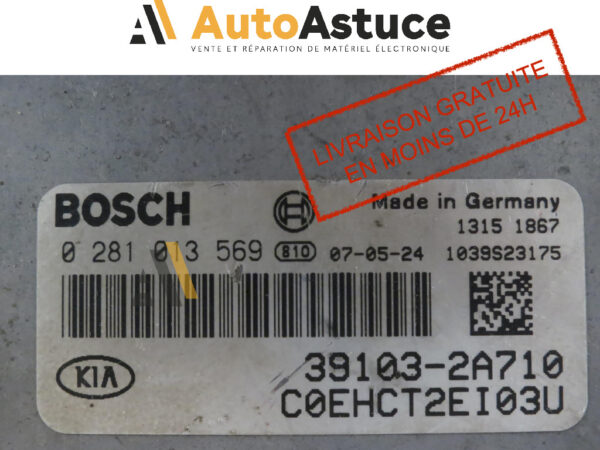 AutoAstuce
VENTE ET RÉPARATION DE MATÉRIEL ÉLECTRONIQUE
LIVRAISON GRATUITE
EN MOINS DE 24H
BOSCH
Made in Germany
1315 1867
0 281 013 569 810 07-05-24 1039S23175
KIA
39103-2A710
C0EHCT2EI03U